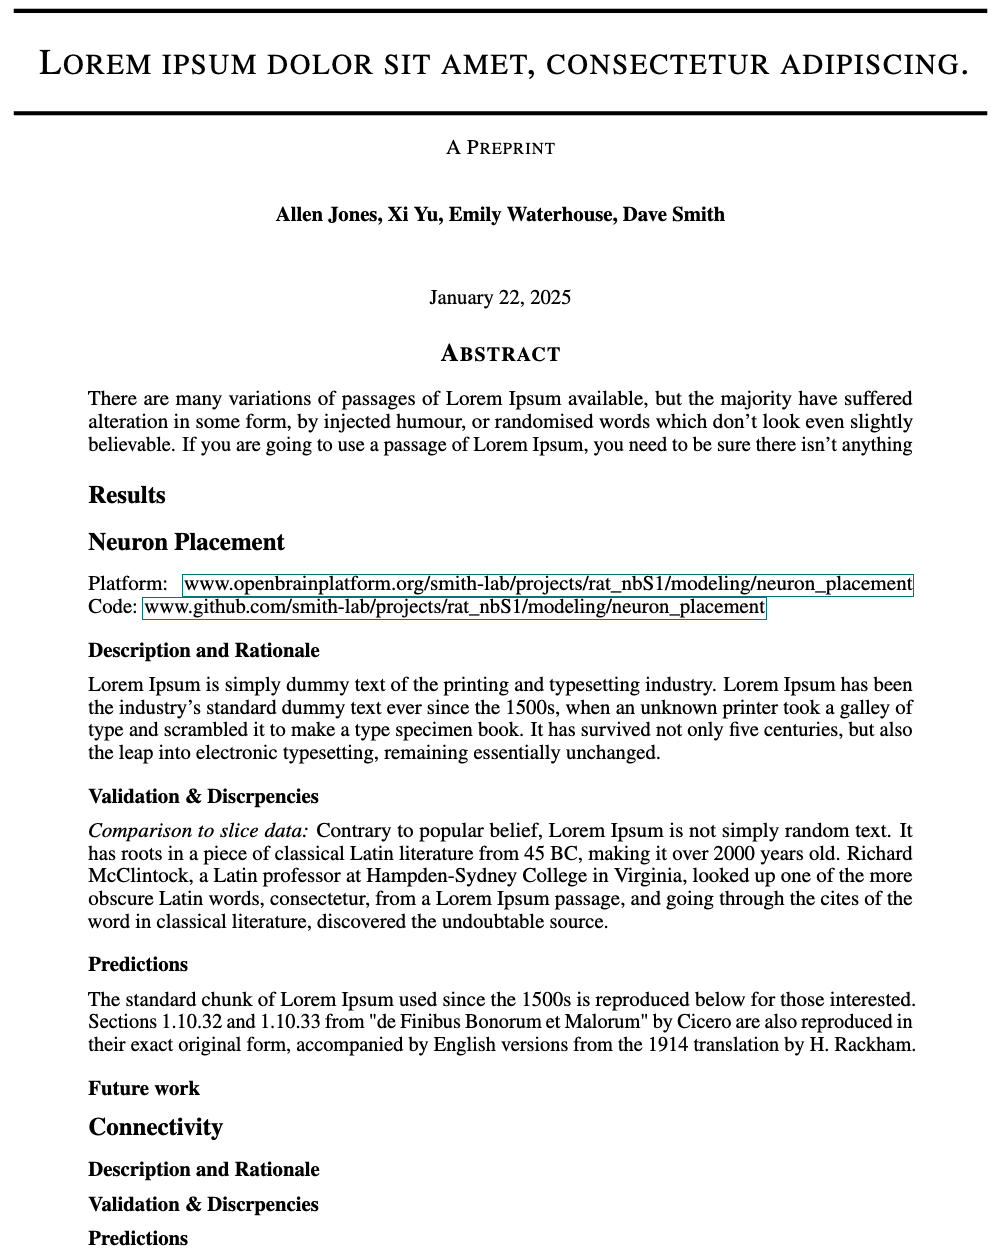 LOREM IPSUM DOLOR SIT AMET, CONSECTETUR ADIPISCING.
A PREPRINT
Allen Jones, Xi Yu, Emily Waterhouse, Dave Smith
January 22, 2025
ABSTRACT
There are many variations of passages of Lorem Ipsum available, but the majority have suffered
alteration in some form, by injected humour, or randomised words which don’t look even slightly
believable. If you are going to use a passage of Lorem Ipsum, you need to be sure there isn’t anything
Results
Neuron Placement
Platform: www.openbrainplatform.org/smith-lab/projects/rat_nbS1/modeling/neuron_placement
Code: www.github.com/smith-lab/projects/rat_nbS1/modeling/neuron_placement
Description and Rationale
Lorem Ipsum is simply dummy text of the printing and typesetting industry. Lorem Ipsum has been
the industry’s standard dummy text ever since the 1500s, when an unknown printer took a galley of
type and scrambled it to make a type specimen book. It has survived not only five centuries, but also
the leap into electronic typesetting, remaining essentially unchanged.
Validation & Discrpencies
Comparison to slice data: Contrary to popular belief, Lorem Ipsum is not simply random text. It
has roots in a piece of classical Latin literature from 45 BC, making it over 2000 years old. Richard
McClintock, a Latin professor at Hampden-Sydney College in Virginia, looked up one of the more
obscure Latin words, consectetur, from a Lorem Ipsum passage, and going through the cites of the
word in classical literature, discovered the undoubtable source.
Predictions
The standard chunk of Lorem Ipsum used since the 1500s is reproduced below for those interested.
Sections 1.10.32 and 1.10.33 from "de Finibus Bonorum et Malorum" by Cicero are also reproduced in
their exact original form, accompanied by English versions from the 1914 translation by H. Rackham.
Future work
Connectivity
Description and Rationale
Validation & Discrpencies
Predictions